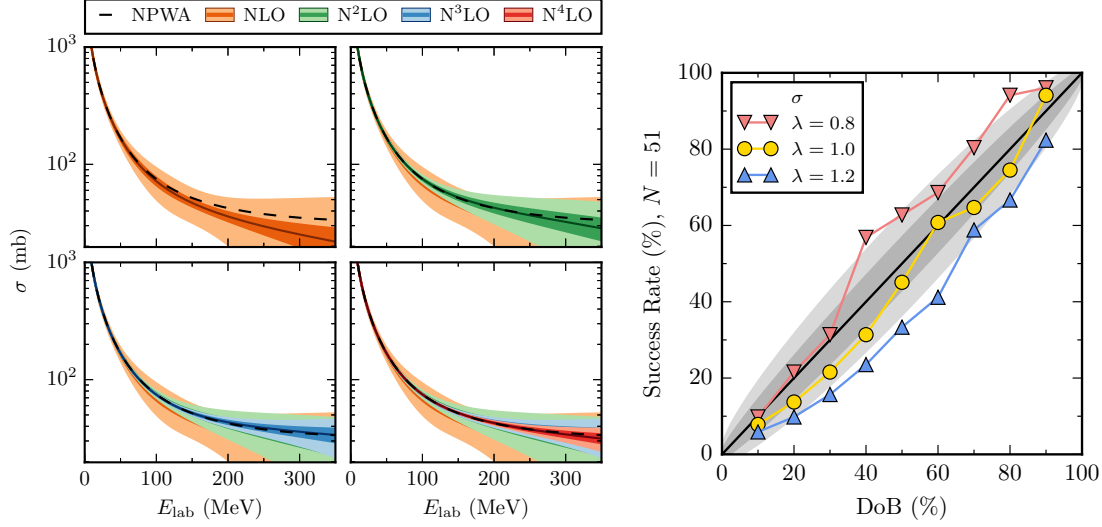 NPWA NLO N²LO N³LO N⁴LO
10³
10²
10³
10²
σ (mb)
0 100 200 300
E_lab (MeV)
0 100 200 300
E_lab (MeV)
Success Rate (%), N = 51
100
80
60
40
20
0
σ
λ = 0.8
λ = 1.0
λ = 1.2
0 20 40 60 80 100
DoB (%)